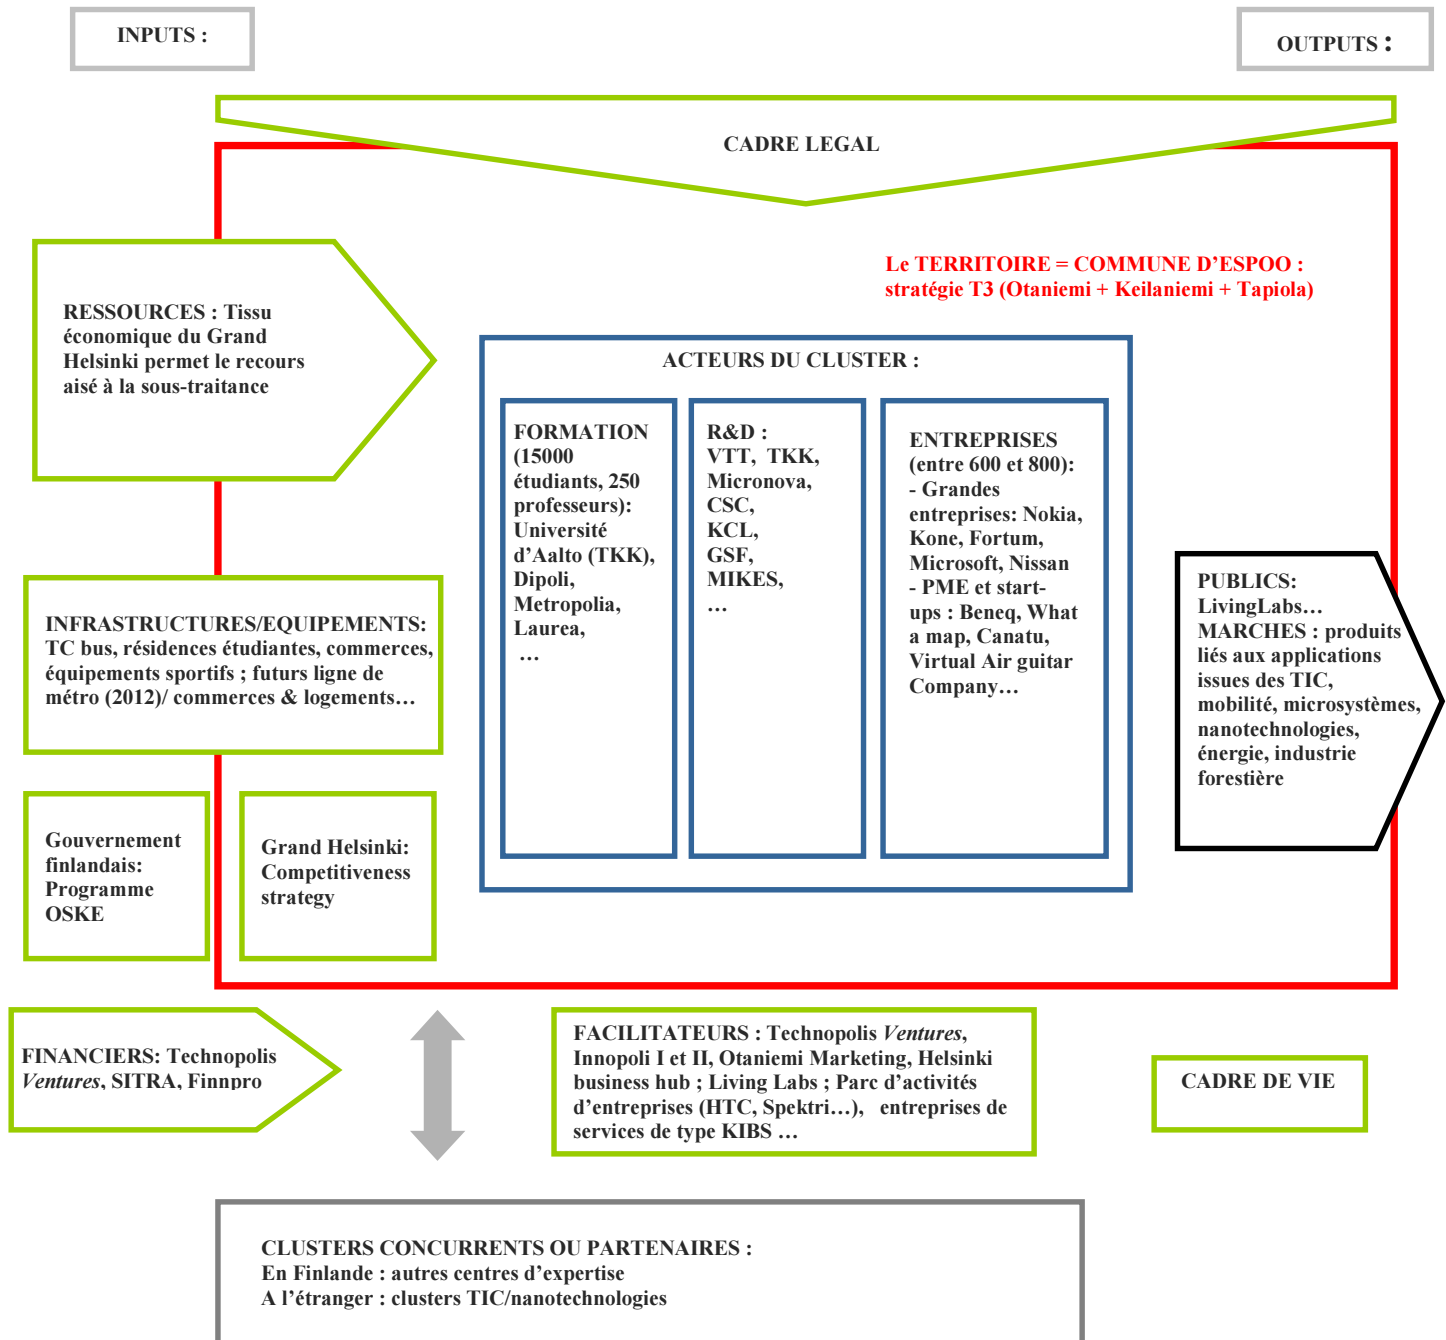 INPUTS :
OUTPUTS :
CADRE LEGAL
Le TERRITOIRE = COMMUNE D’ESPOO :
stratégie T3 (Otaniemi + Keilaniemi + Tapiola)
RESSOURCES : Tissu
économique du Grand
Helsinki permet le recours
aisé à la sous-traitance
ACTEURS DU CLUSTER :
FORMATION
(15000
étudiants, 250
professeurs):
Université
d’Aalto (TKK),
Dipoli,
Metropolia,
Laurea,
…
R&D :
VTT, TKK,
Micronova,
CSC,
KCL,
GSF,
MIKES,
…
ENTREPRISES
(entre 600 et 800):
- Grandes
entreprises: Nokia,
Kone, Fortum,
Microsoft, Nissan
- PME et start-
ups : Beneq, What
a map, Canatu,
Virtual Air guitar
Company…
INFRASTRUCTURES/EQUIPEMENTS:
TC bus, résidences étudiantes, commerces,
équipements sportifs ; futurs ligne de
métro (2012)/ commerces & logements…
PUBLICS:
LivingLabs…
MARCHES : produits
liés aux applications
issues des TIC,
mobilité, microsystèmes,
nanotechnologies,
énergie, industrie
forestière
Gouvernement
finlandais:
Programme
OSKE
Grand Helsinki:
Competitiveness
strategy
FINANCIERS: Technopolis
Ventures, SITRA, Finnpro
FACILITATEURS : Technopolis Ventures,
Innopoli I et II, Otaniemi Marketing, Helsinki
business hub ; Living Labs ; Parc d’activités
d’entreprises (HTC, Spektri…), entreprises de
services de type KIBS …
CADRE DE VIE
CLUSTERS CONCURRENTS OU PARTENAIRES :
En Finlande : autres centres d’expertise
A l’étranger : clusters TIC/nanotechnologies